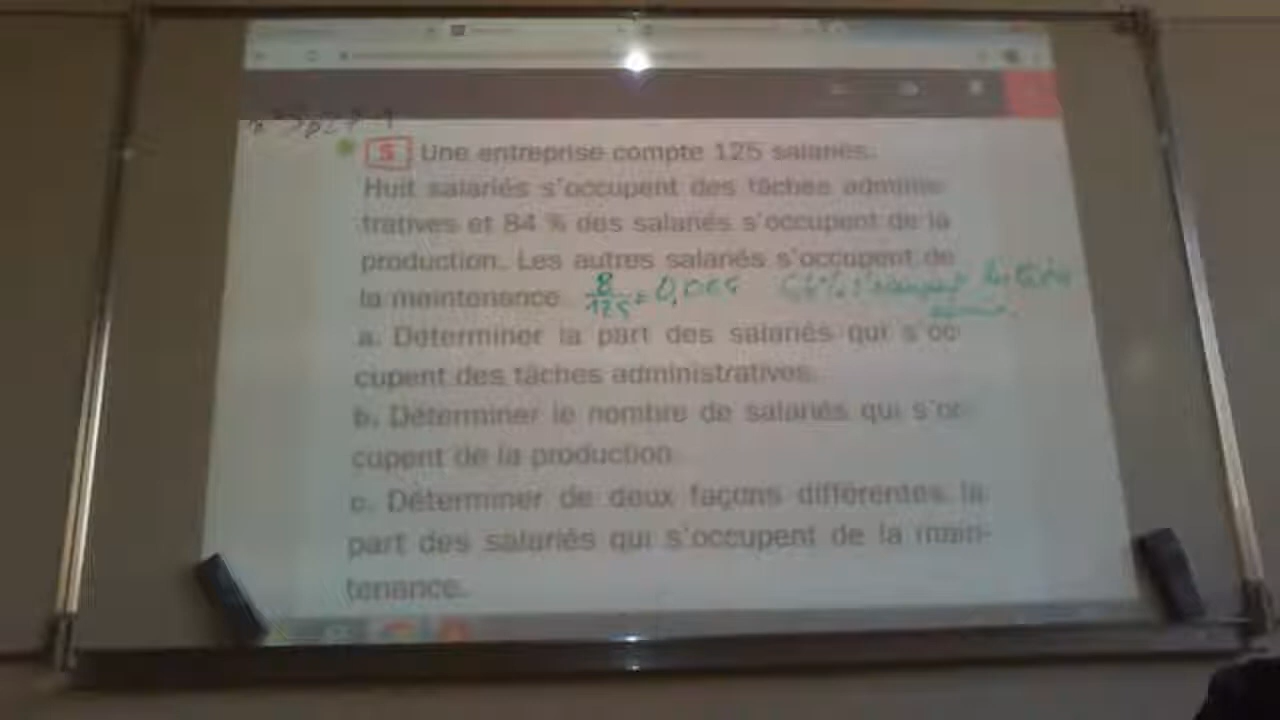 5 Une entreprise compte 125 salariés.
Huit salariés s'occupent des tâches adminis-
tratives et 84 % des salariés s'occupent de la
production. Les autres salariés s'occupent de
la maintenance. 8/125 = 0,064
a. Déterminer la part des salariés qui s'oc-
cupent des tâches administratives.
b. Déterminer le nombre de salariés qui s'oc-
cupent de la production.
c. Déterminer de deux façons différentes la
part des salariés qui s'occupent de la main-
tenance.